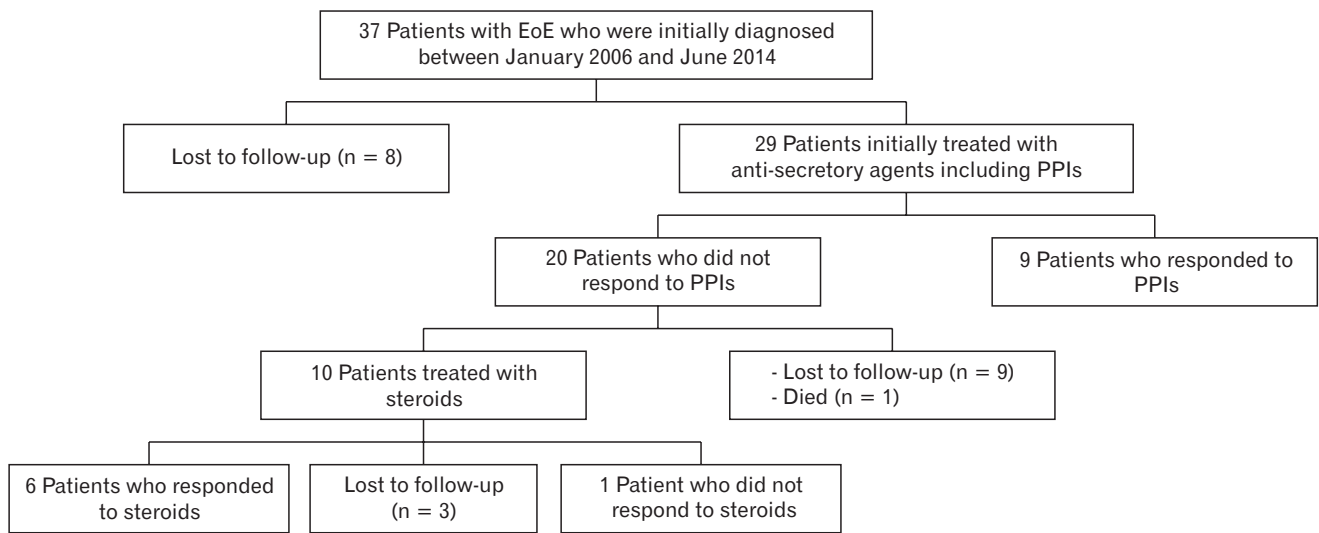 37 Patients with EoE who were initially diagnosed
between January 2006 and June 2014
Lost to follow-up (n = 8)
29 Patients initially treated with
anti-secretory agents including PPIs
20 Patients who did not
respond to PPIs
9 Patients who responded to
PPIs
10 Patients treated with
steroids
- Lost to follow-up (n = 9)
- Died (n = 1)
6 Patients who responded
to steroids
Lost to follow-up
(n = 3)
1 Patient who did not
respond to steroids